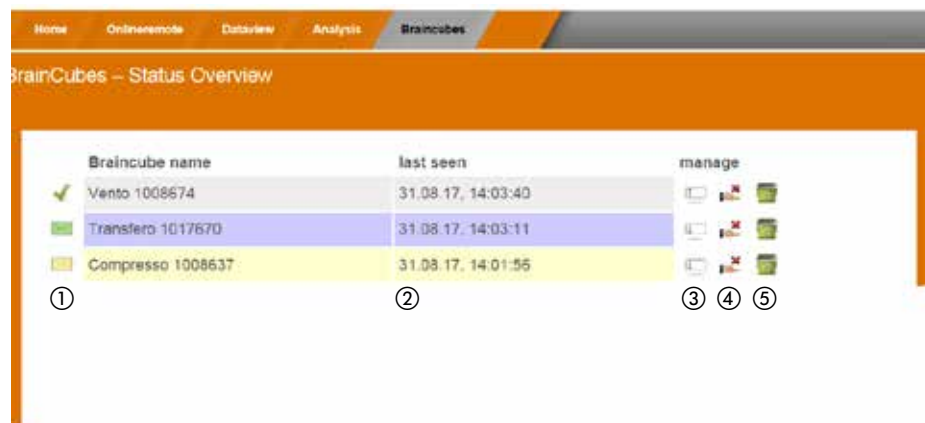 Home Onlineremote Dataview Analysis Braincubes
BrainCubes – Status Overview
Braincube name last seen manage
Vento 1008674 31.08.17, 14:03:40
Transfero 1017670 31.08.17, 14:03:11
Compresso 1008637 31.08.17, 14:01:56
① ② ③ ④ ⑤